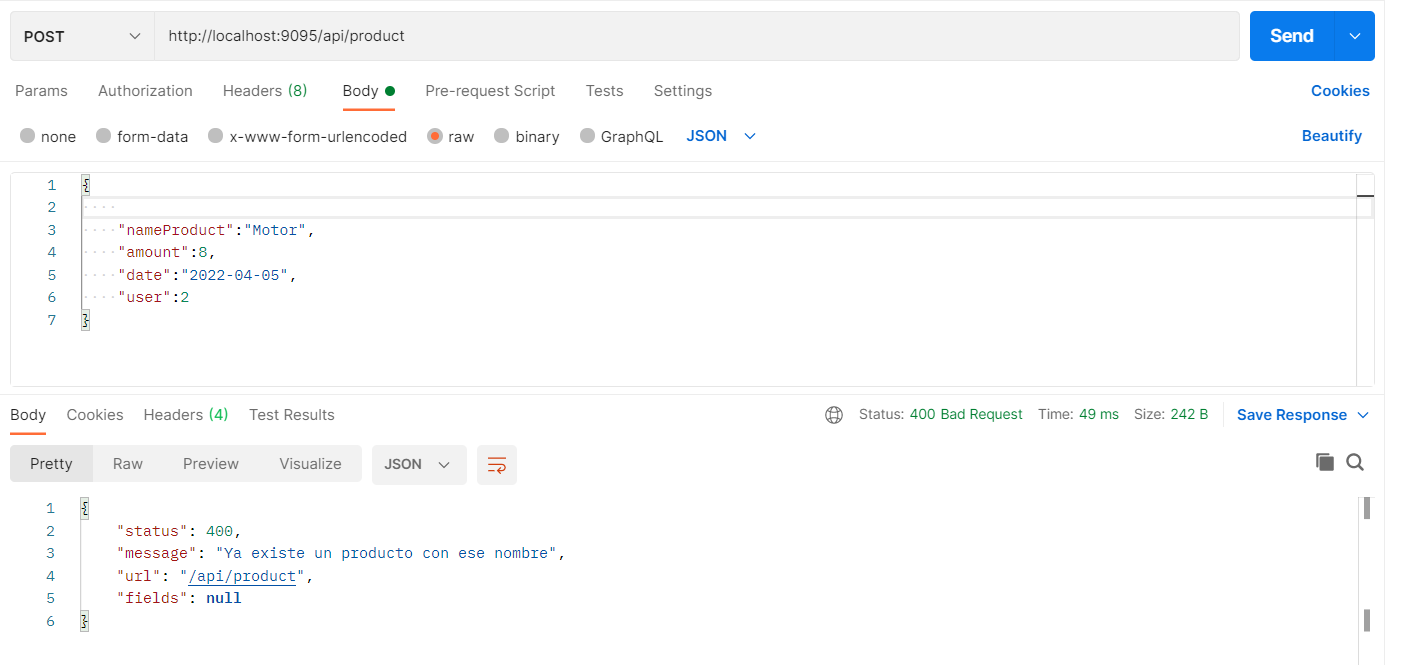 POST http://localhost:9095/api/product Send
Params Authorization Headers (8) Body Pre-request Script Tests Settings Cookies
none form-data x-www-form-urlencoded raw binary GraphQL JSON Beautify
1 {
2
3 "nameProduct":"Motor",
4 "amount":8,
5 "date":"2022-04-05",
6 "user":2
7 }
Body Cookies Headers (4) Test Results Status: 400 Bad Request Time: 49 ms Size: 242 B Save Response
Pretty Raw Preview Visualize JSON
1 {
2 "status": 400,
3 "message": "Ya existe un producto con ese nombre",
4 "url": "/api/product",
5 "fields": null
6 }